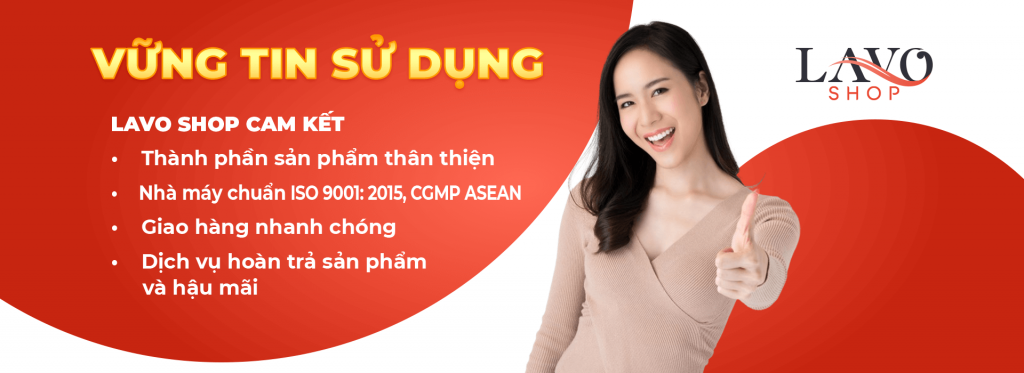 VỮNG TIN SỬ DỤNG
LAVO SHOP CAM KẾT
• Thành phần sản phẩm thân thiện
• Nhà máy chuẩn ISO 9001: 2015, CGMP ASEAN
• Giao hàng nhanh chóng
• Dịch vụ hoàn trả sản phẩm
và hậu mãi
LAVO
SHOP